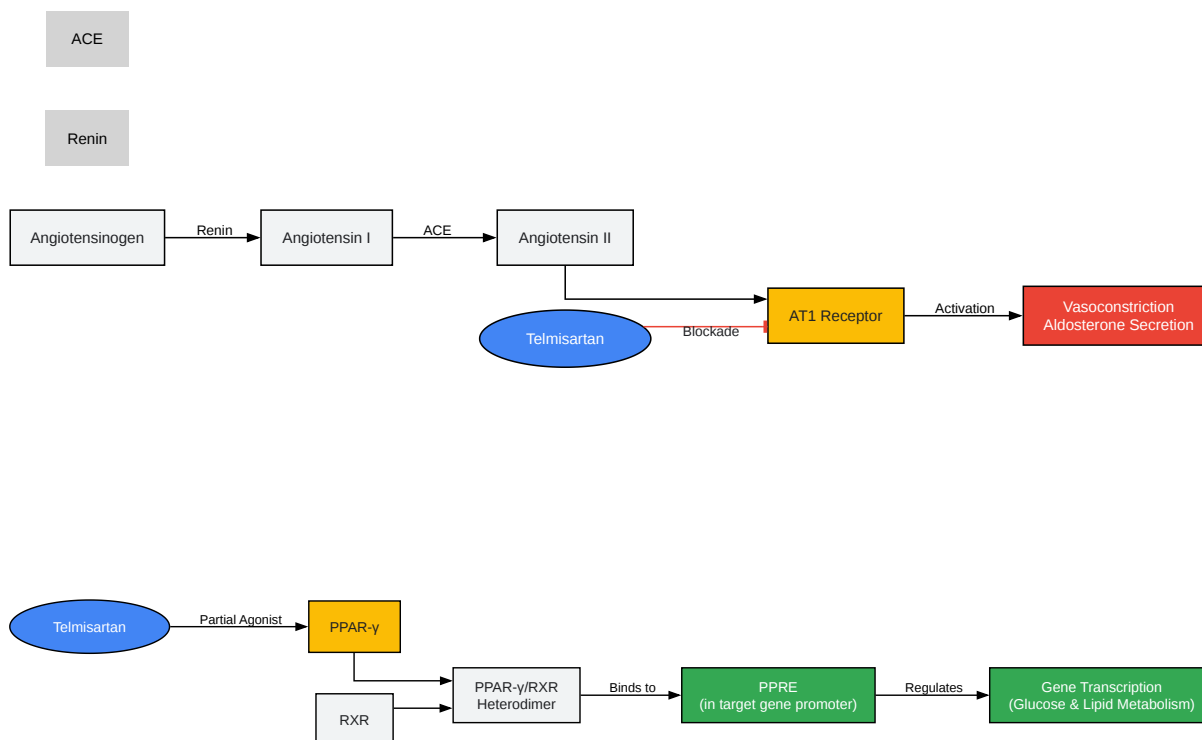 ACE
Renin
Angiotensinogen
Renin
Angiotensin I
ACE
Angiotensin II
Telmisartan
Blockade
AT1 Receptor
Activation
Vasoconstriction
Aldosterone Secretion
Telmisartan
Partial Agonist
PPAR-γ
RXR
PPAR-γ/RXR
Heterodimer
Binds to
PPRE
(in target gene promoter)
Regulates
Gene Transcription
(Glucose & Lipid Metabolism)